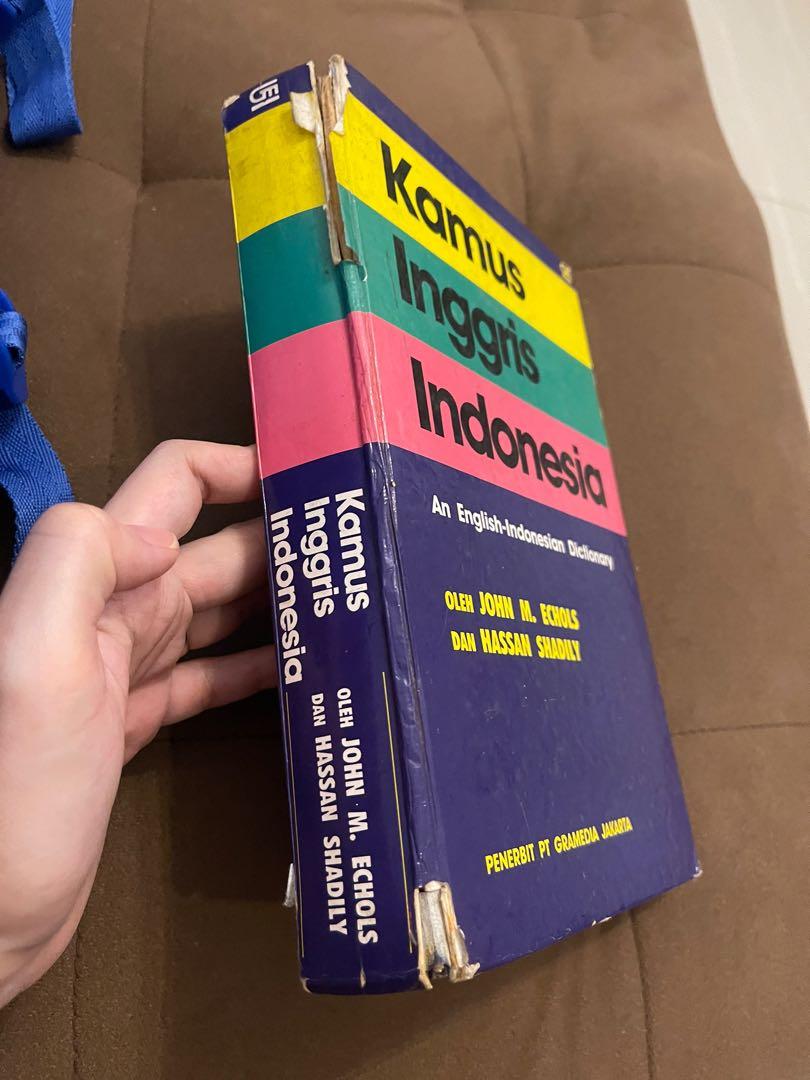 Kamus
Inggris
Indonesia
An English-Indonesian Dictionary
OLEH JOHN M. ECHOLS
DAN HASSAN SHADILY
PENERBIT PT GRAMEDIA JAKARTA
Kamus
Inggris
Indonesia
OLEH JOHN M. ECHOLS
DAN HASSAN SHADILY